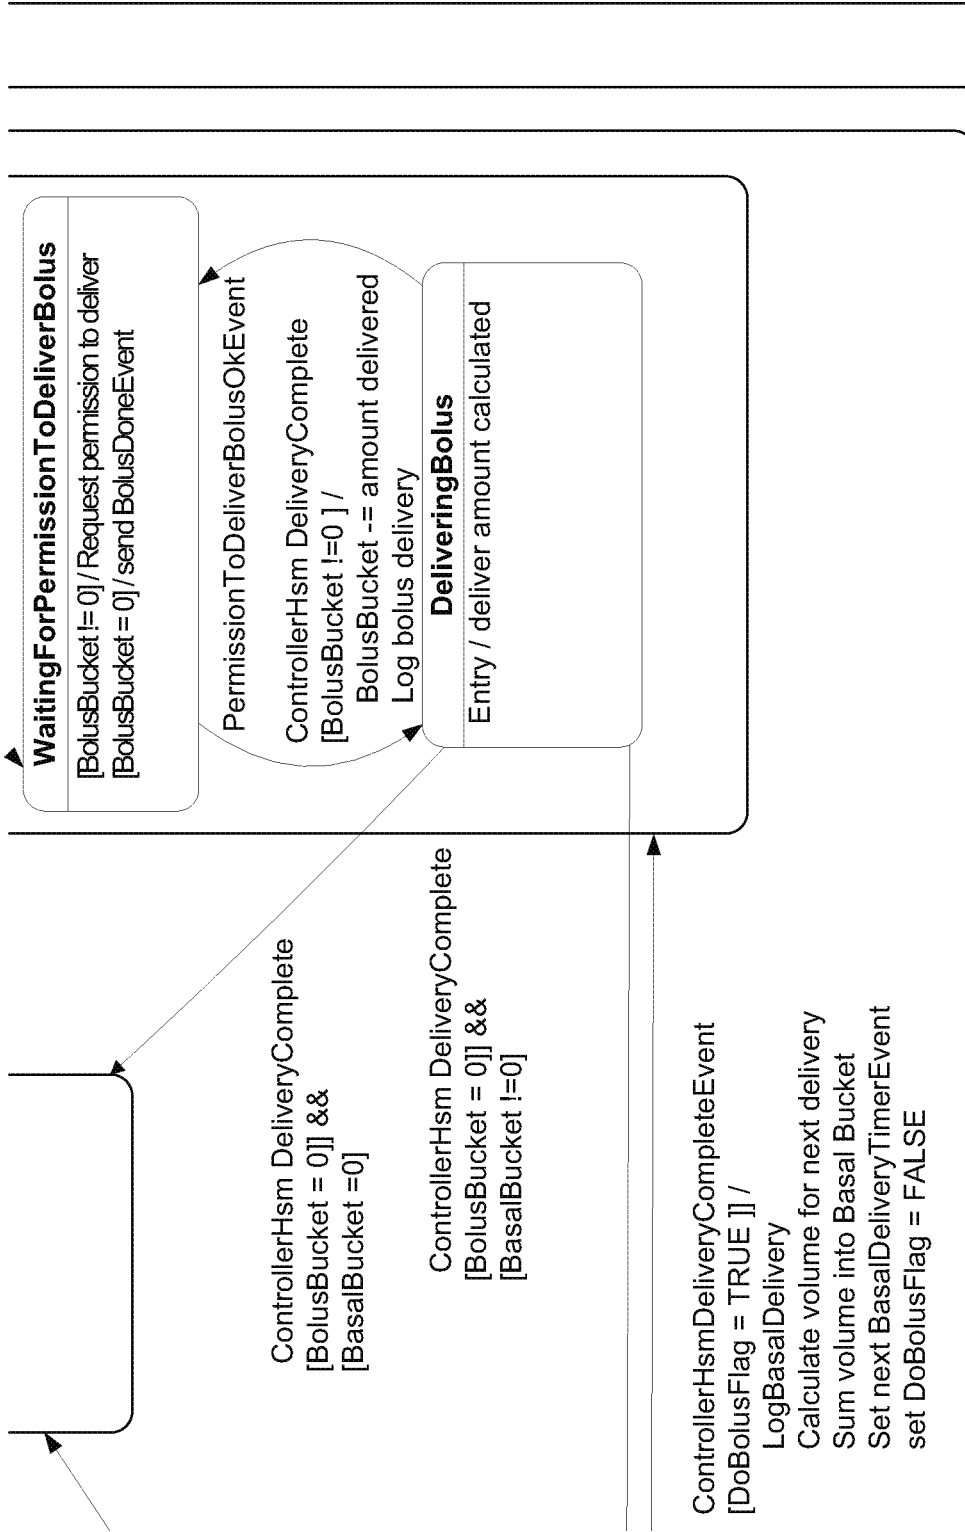 WaitingForPermissionToDeliverBolus
[BolusBucket != 0] / Request permission to deliver
[BolusBucket = 0] / send BolusDoneEvent
PermissionToDeliverBolusOkEvent
ControllerHsm DeliveryComplete
[BolusBucket !=0 ] /
BolusBucket -= amount delivered
Log bolus delivery
DeliveringBolus
Entry / deliver amount calculated
ControllerHsm DeliveryComplete
[BolusBucket = 0]] &&
[BasalBucket =0]
ControllerHsm DeliveryComplete
[BolusBucket = 0]] &&
[BasalBucket !=0]
ControllerHsmDeliveryCompleteEvent
[DoBolusFlag = TRUE ]] /
LogBasalDelivery
Calculate volume for next delivery
Sum volume into Basal Bucket
Set next BasalDeliveryTimerEvent
set DoBolusFlag = FALSE